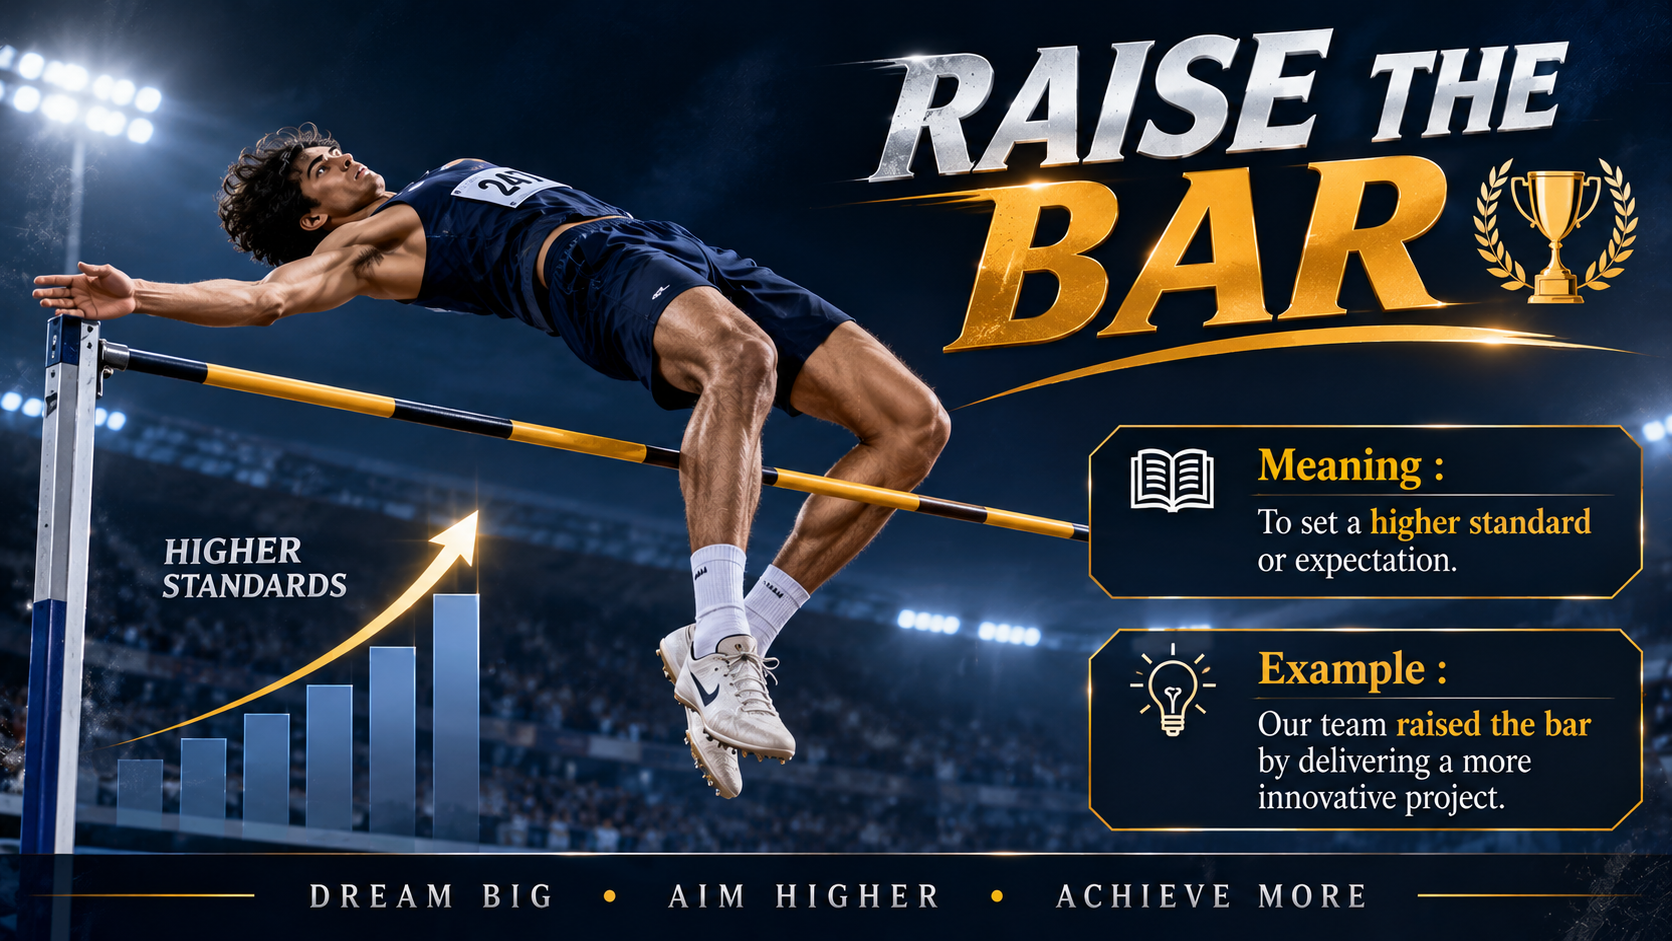 RAISE THE
BAR
247
HIGHER
STANDARDS
Meaning :
To set a higher standard
or expectation.
Example :
Our team raised the bar
by delivering a more
innovative project.
DREAM BIG • AIM HIGHER • ACHIEVE MORE